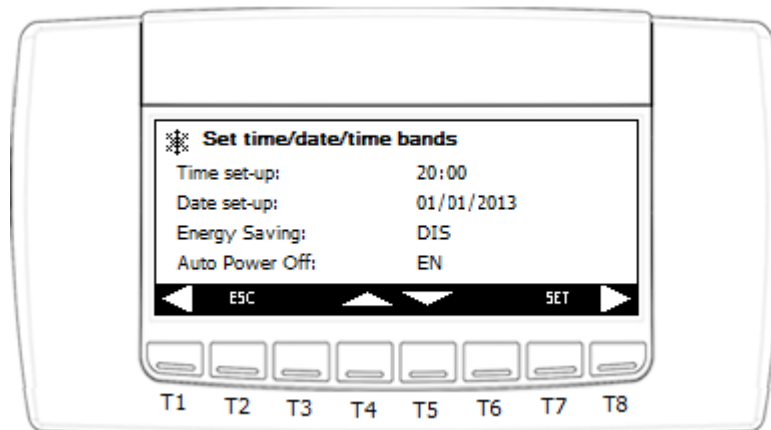 Set time/date/time bands
Time set-up: 20:00
Date set-up: 01/01/2013
Energy Saving: DIS
Auto Power Off: EN
ESC SET
T1 T2 T3 T4 T5 T6 T7 T8